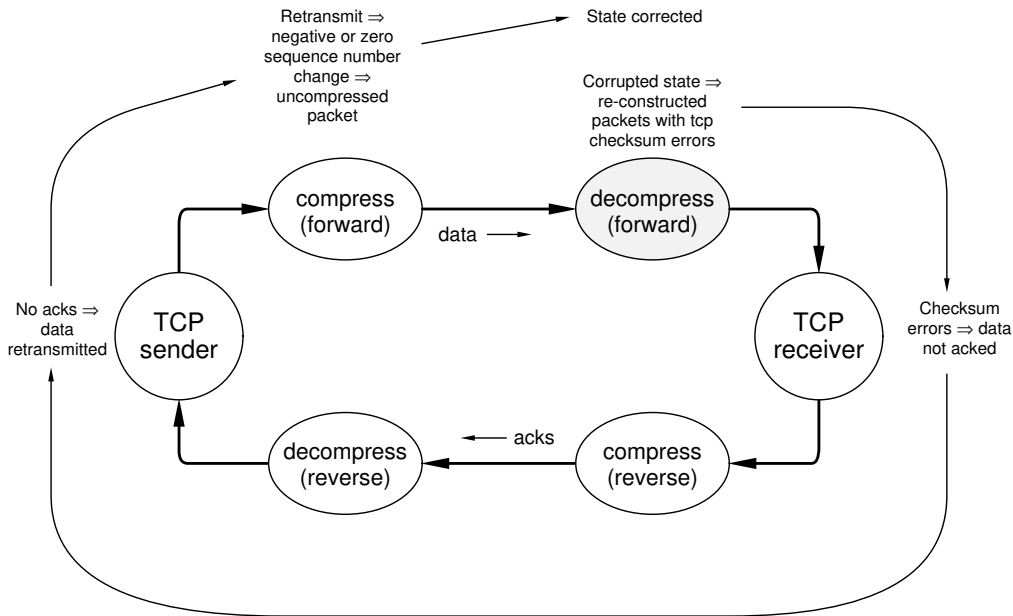 Retransmit ⇒
negative or zero
sequence number
change ⇒
uncompressed
packet
State corrected
Corrupted state ⇒
re-constructed
packets with tcp
checksum errors
compress
(forward)
data
decompress
(forward)
No acks ⇒
data
retransmitted
TCP
sender
TCP
receiver
Checksum
errors ⇒ data
not acked
decompress
(reverse)
acks
compress
(reverse)